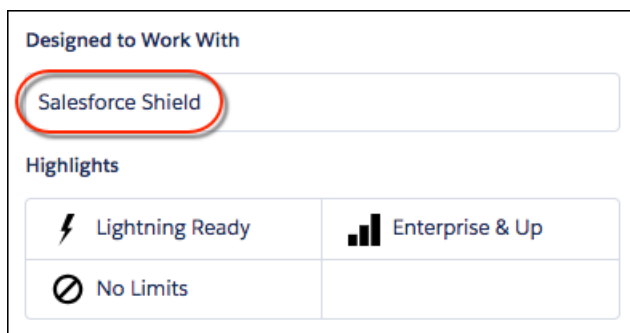 Designed to Work With
Salesforce Shield
Highlights
Lightning Ready
Enterprise & Up
No Limits